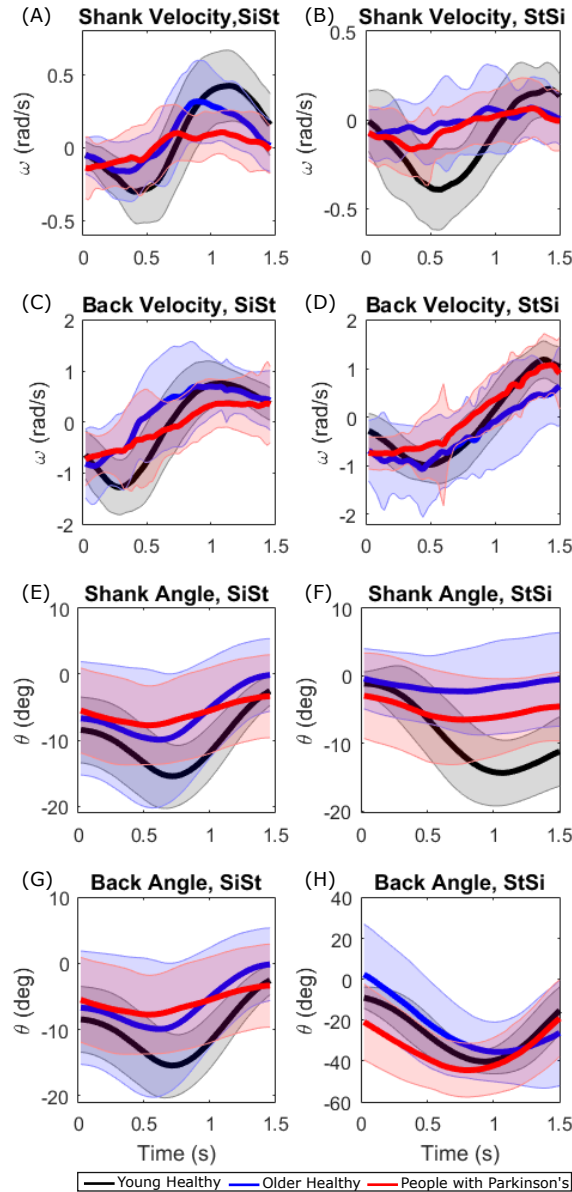 (A) Shank Velocity,SiSt
(B) Shank Velocity, StSi
0.5
0
-0.5
ω (rad/s)
0 0.5 1 1.5
0.5
0
-0.5
ω (rad/s)
0 0.5 1 1.5
(C) Back Velocity, SiSt
(D) Back Velocity, StSi
2
1
0
-1
-2
ω (rad/s)
0 0.5 1 1.5
2
1
0
-1
-2
ω (rad/s)
0 0.5 1 1.5
(E) Shank Angle, SiSt
(F) Shank Angle, StSi
10
0
-10
-20
θ (deg)
0 0.5 1 1.5
10
0
-10
-20
θ (deg)
0 0.5 1 1.5
(G) Back Angle, SiSt
(H) Back Angle, StSi
10
0
-10
-20
θ (deg)
0 0.5 1 1.5
Time (s)
40
20
0
-20
-40
-60
θ (deg)
0 0.5 1 1.5
Time (s)
Young Healthy Older Healthy People with Parkinson's